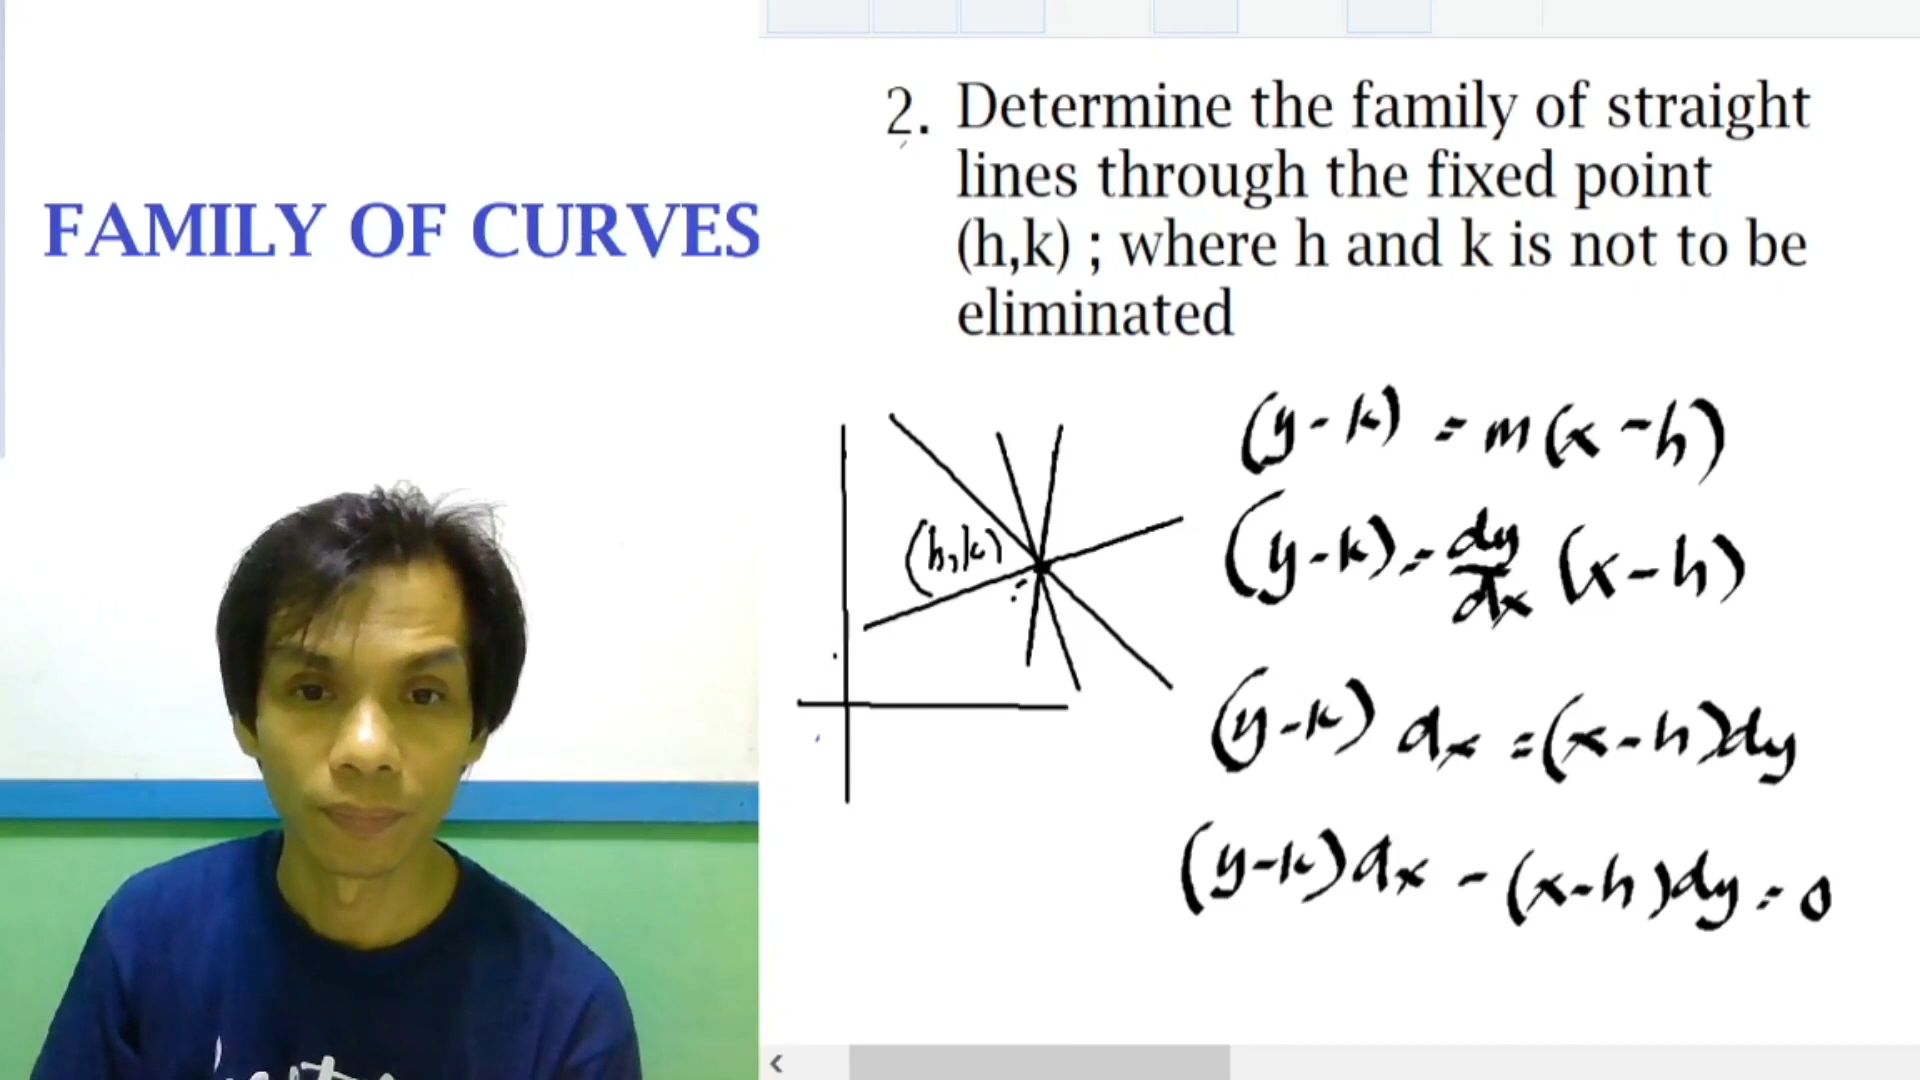 FAMILY OF CURVES
2. Determine the family of straight
lines through the fixed point
(h,k) ; where h and k is not to be
eliminated
(h,k)
(y-k) = m(x-h)
(y-k) = dy/dx (x-h)
(y-k) dx = (x-h)dy
(y-k)dx - (x-h)dy = 0